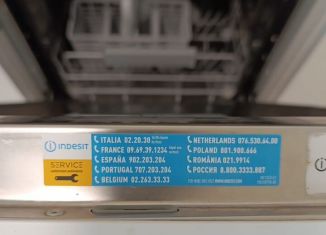 INDESIT
SERVICE
ITALIA 02.20.30
FRANCE 09.69.39.1234
ESPAÑA 902.203.204
PORTUGAL 707.203.204
BELGIUM 02.263.33.33
NETHERLANDS 076.530.64.00
POLAND 801.900.666
ROMÂNIA 021.9914
РОССИЯ 8.800.3333.887